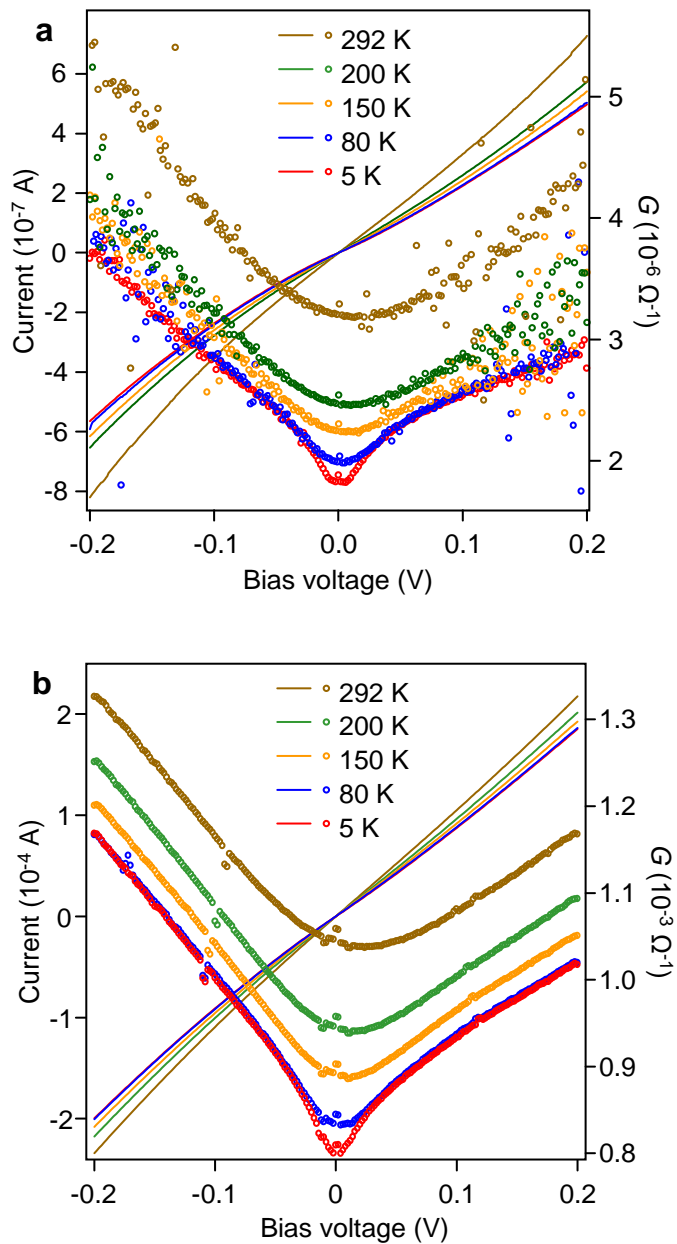 a
292 K
200 K
150 K
80 K
5 K
6
4
2
0
-2
-4
-6
-8
Current (10⁻⁷ A)
5
4
3
2
G (10⁻⁶ Ω⁻¹)
-0.2
-0.1
0.0
0.1
0.2
Bias voltage (V)
b
292 K
200 K
150 K
80 K
5 K
2
1
0
-1
-2
Current (10⁻⁴ A)
1.3
1.2
1.1
1.0
0.9
0.8
G (10⁻³ Ω⁻¹)
-0.2
-0.1
0
0.1
0.2
Bias voltage (V)